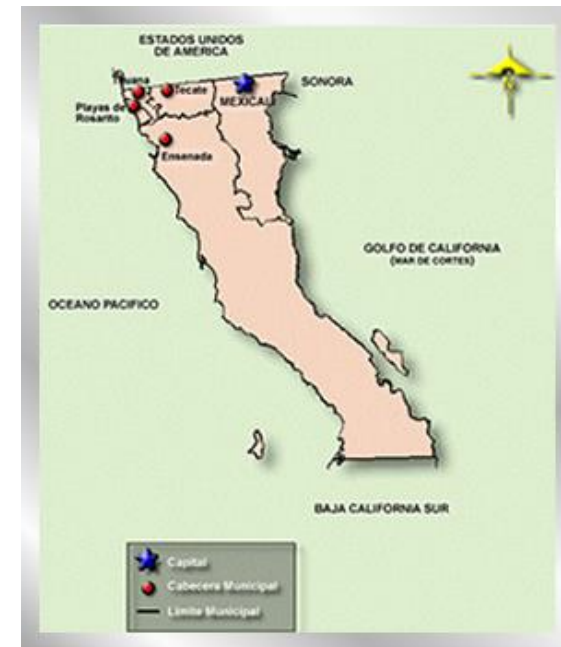 ESTADOS UNIDOS
DE AMERICA
SONORA
Tijuana
Tecate
MEXICALI
Playas de
Rosarito
Ensenada
GOLFO DE CALIFORNIA
(MAR DE CORTES)
OCEANO PACIFICO
BAJA CALIFORNIA SUR
Capital
Cabecera Municipal
Limite Municipal